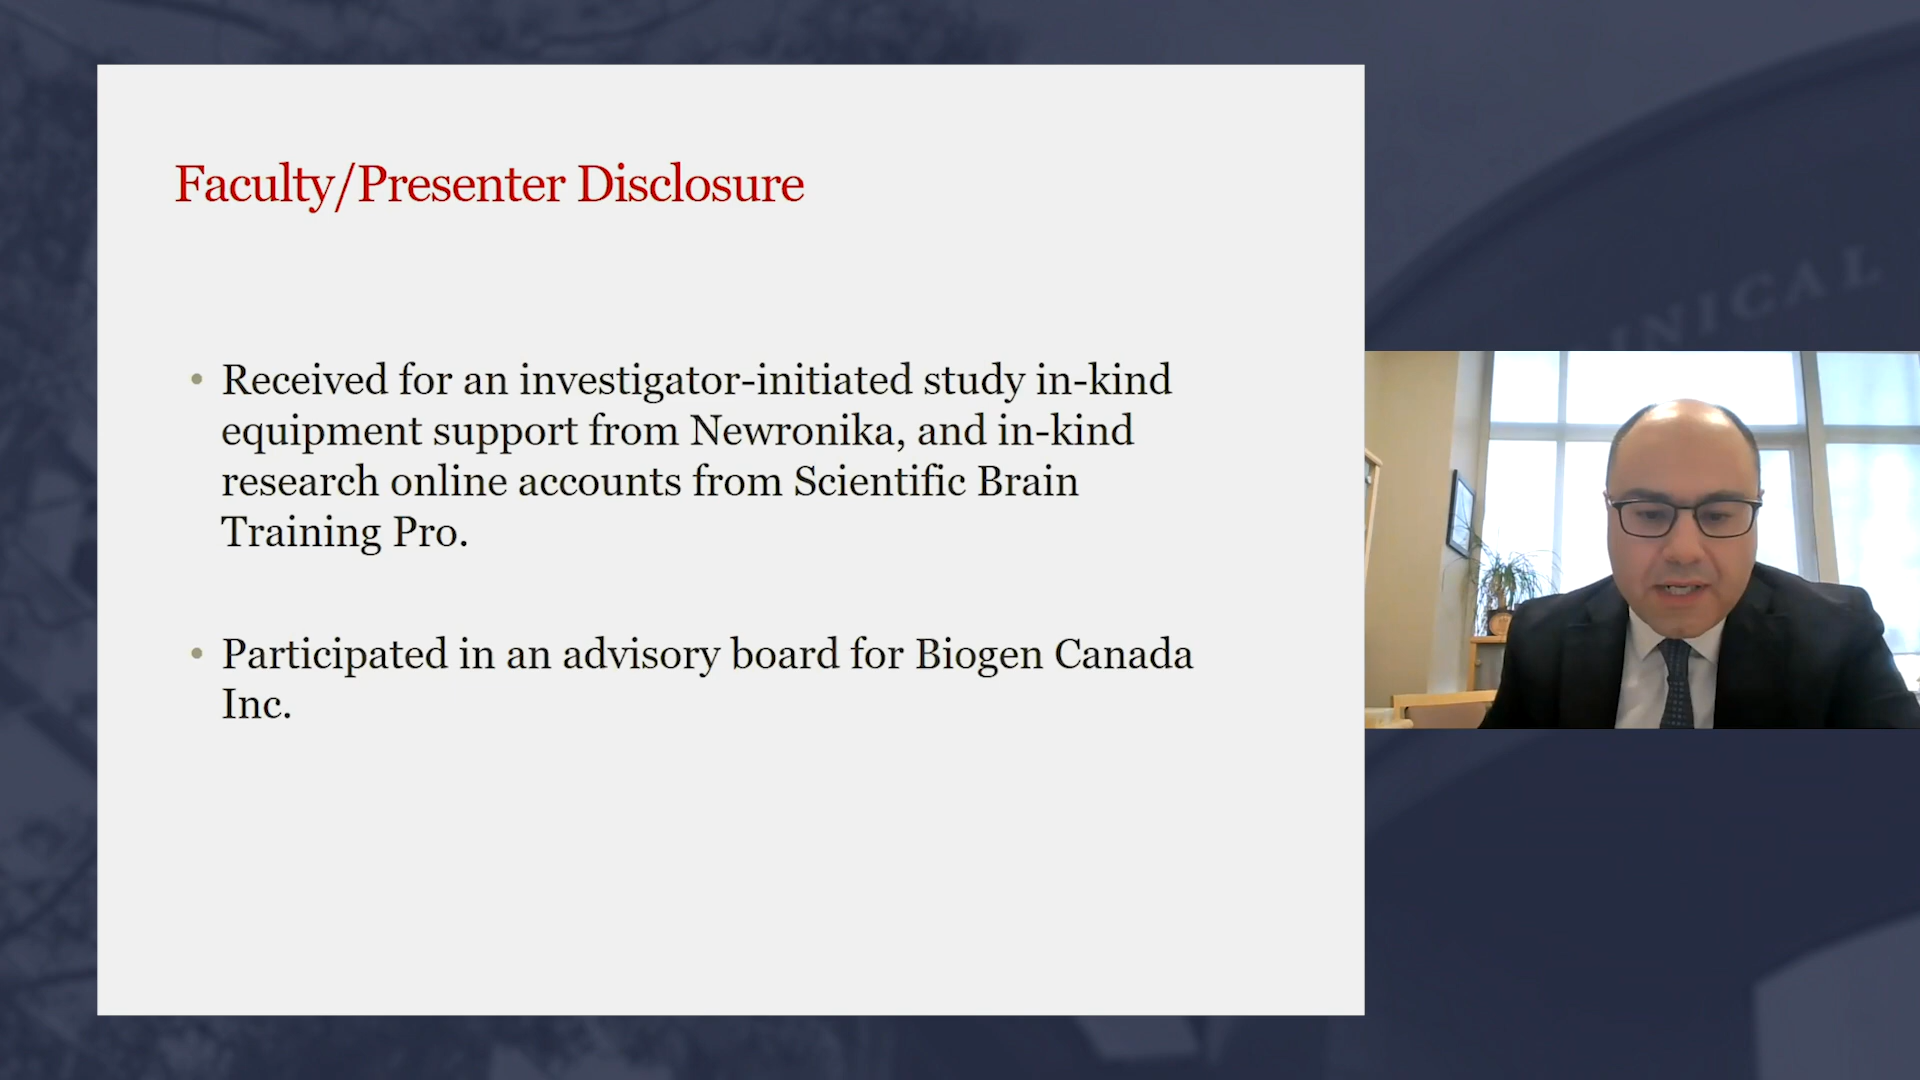 Faculty/Presenter Disclosure
• Received for an investigator-initiated study in-kind
equipment support from Newronika, and in-kind
research online accounts from Scientific Brain
Training Pro.
• Participated in an advisory board for Biogen Canada
Inc.